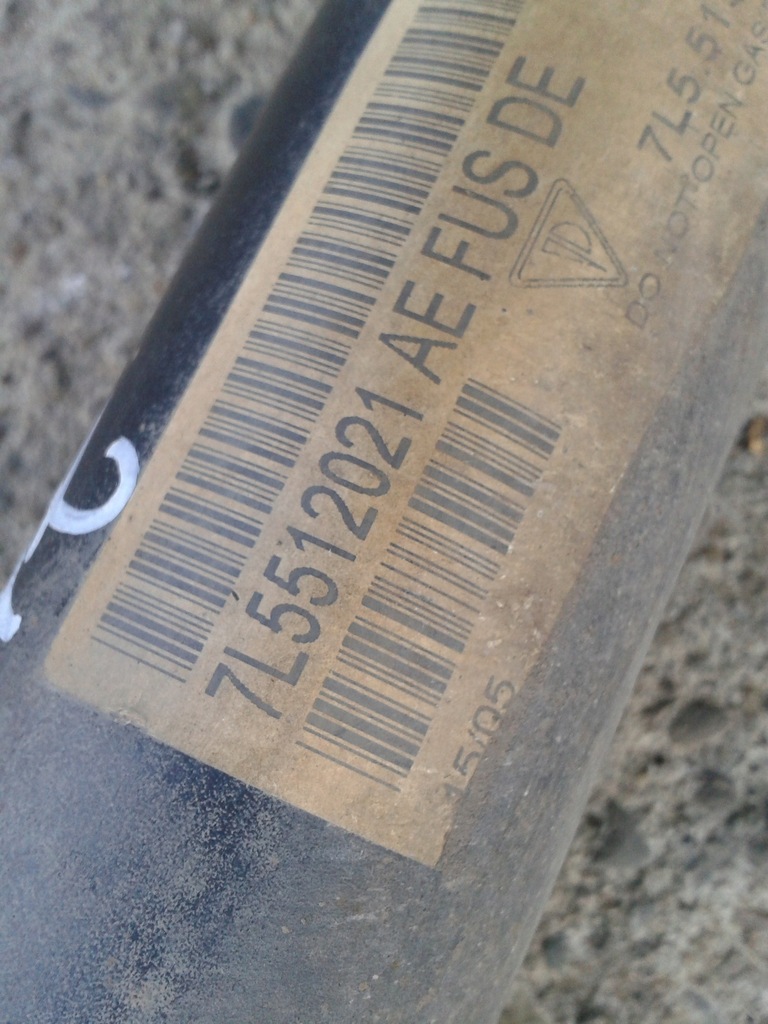 7L5512021 AE FUS DE
7L5.51
DO NOT OPEN GAS
15/05